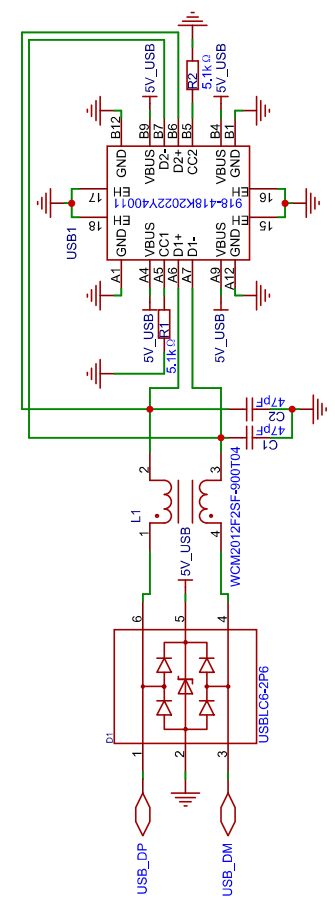 USB_DP
USB_DM
D1
1
2
3
6
5
4
USBLC6-2P6
5V_USB
L1
1
2
4
3
WCM2012F2SF-900T04
C1
47pF
C2
47pF
R1
5.1kΩ
5V_USB
5V_USB
USB1
A1
A4
A5
A6
A7
A9
A12
GND
VBUS
CC1
D1+
D1-
VBUS
GND
18
EH
17
EH
15
EH
16
EH
918-418K2022Y40011
GND
VBUS
D2-
D2+
CC2
VBUS
GND
B12
B9
B7
B6
B5
B4
B1
5V_USB
R2
5.1kΩ
5V_USB